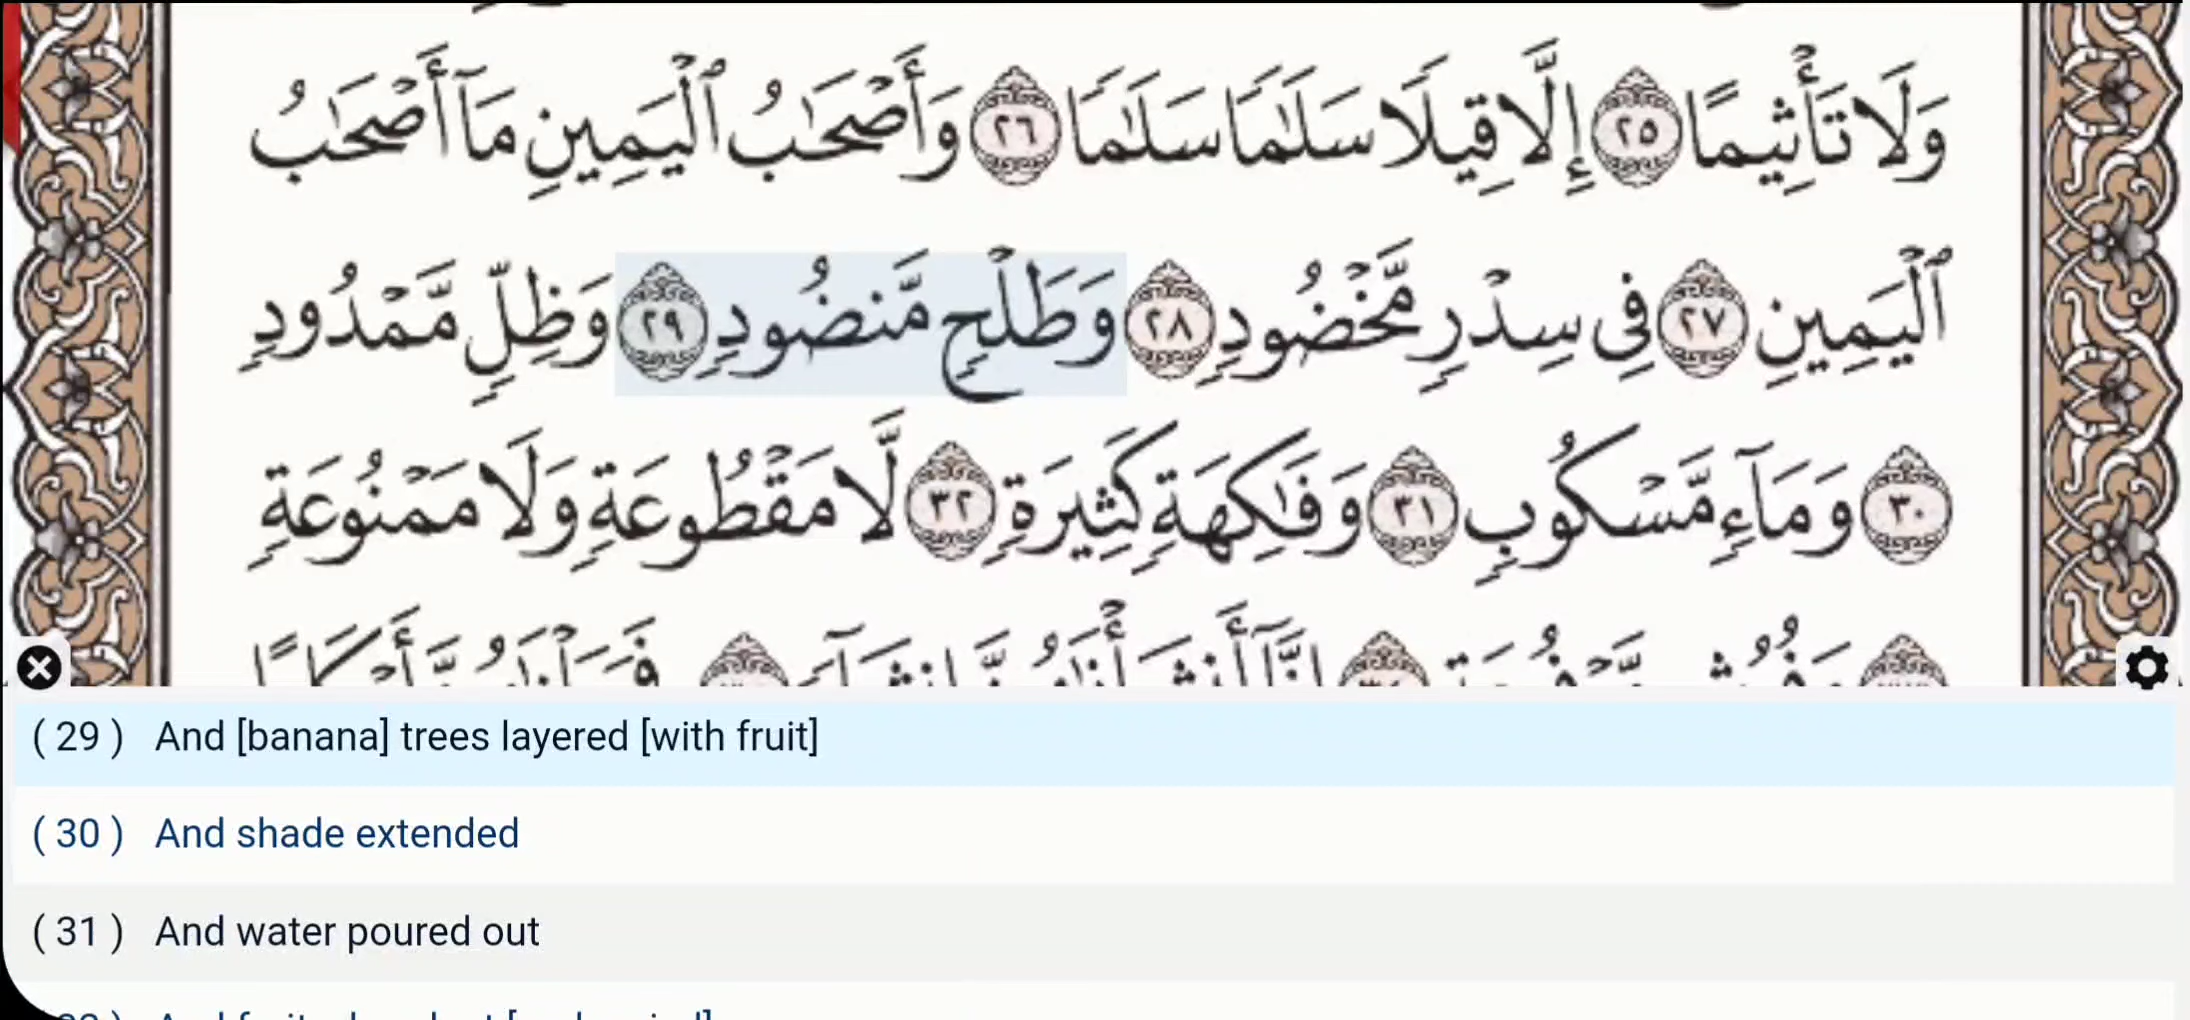 وَلَا تَأْثِيمًا ٢٥ إِلَّا قِيلًا سَلَٰمًا سَلَٰمًا ٢٦ وَأَصْحَٰبُ ٱلْيَمِينِ مَآ أَصْحَٰبُ
ٱلْيَمِينِ ٢٧ فِى سِدْرٍ مَّخْضُودٍ ٢٨ وَطَلْحٍ مَّنضُودٍ ٢٩ وَظِلٍّ مَّمْدُودٍ
٣٠ وَمَآءٍ مَّسْكُوبٍ ٣١ وَفَٰكِهَةٍ كَثِيرَةٍ ٣٢ لَّا مَقْطُوعَةٍ وَلَا مَمْنُوعَةٍ
( 29 ) And [banana] trees layered [with fruit]
( 30 ) And shade extended
( 31 ) And water poured out